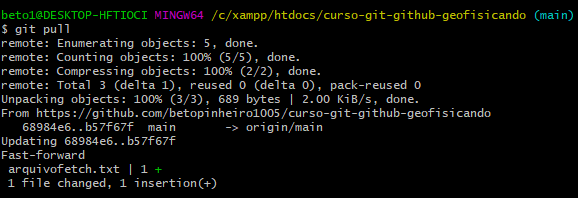 beto1@DESKTOP-HFTIOCI MINGW64 /c/xampp/htdocs/curso-git-github-geofisicando (main)
$ git pull
remote: Enumerating objects: 5, done.
remote: Counting objects: 100% (5/5), done.
remote: Compressing objects: 100% (2/2), done.
remote: Total 3 (delta 1), reused 0 (delta 0), pack-reused 0
Unpacking objects: 100% (3/3), 689 bytes | 2.00 KiB/s, done.
From https://github.com/betopinheiro1005/curso-git-github-geofisicando
   68984e6..b57f67f  main       -> origin/main
Updating 68984e6..b57f67f
Fast-forward
 arquivofetch.txt | 1 +
 1 file changed, 1 insertion(+)